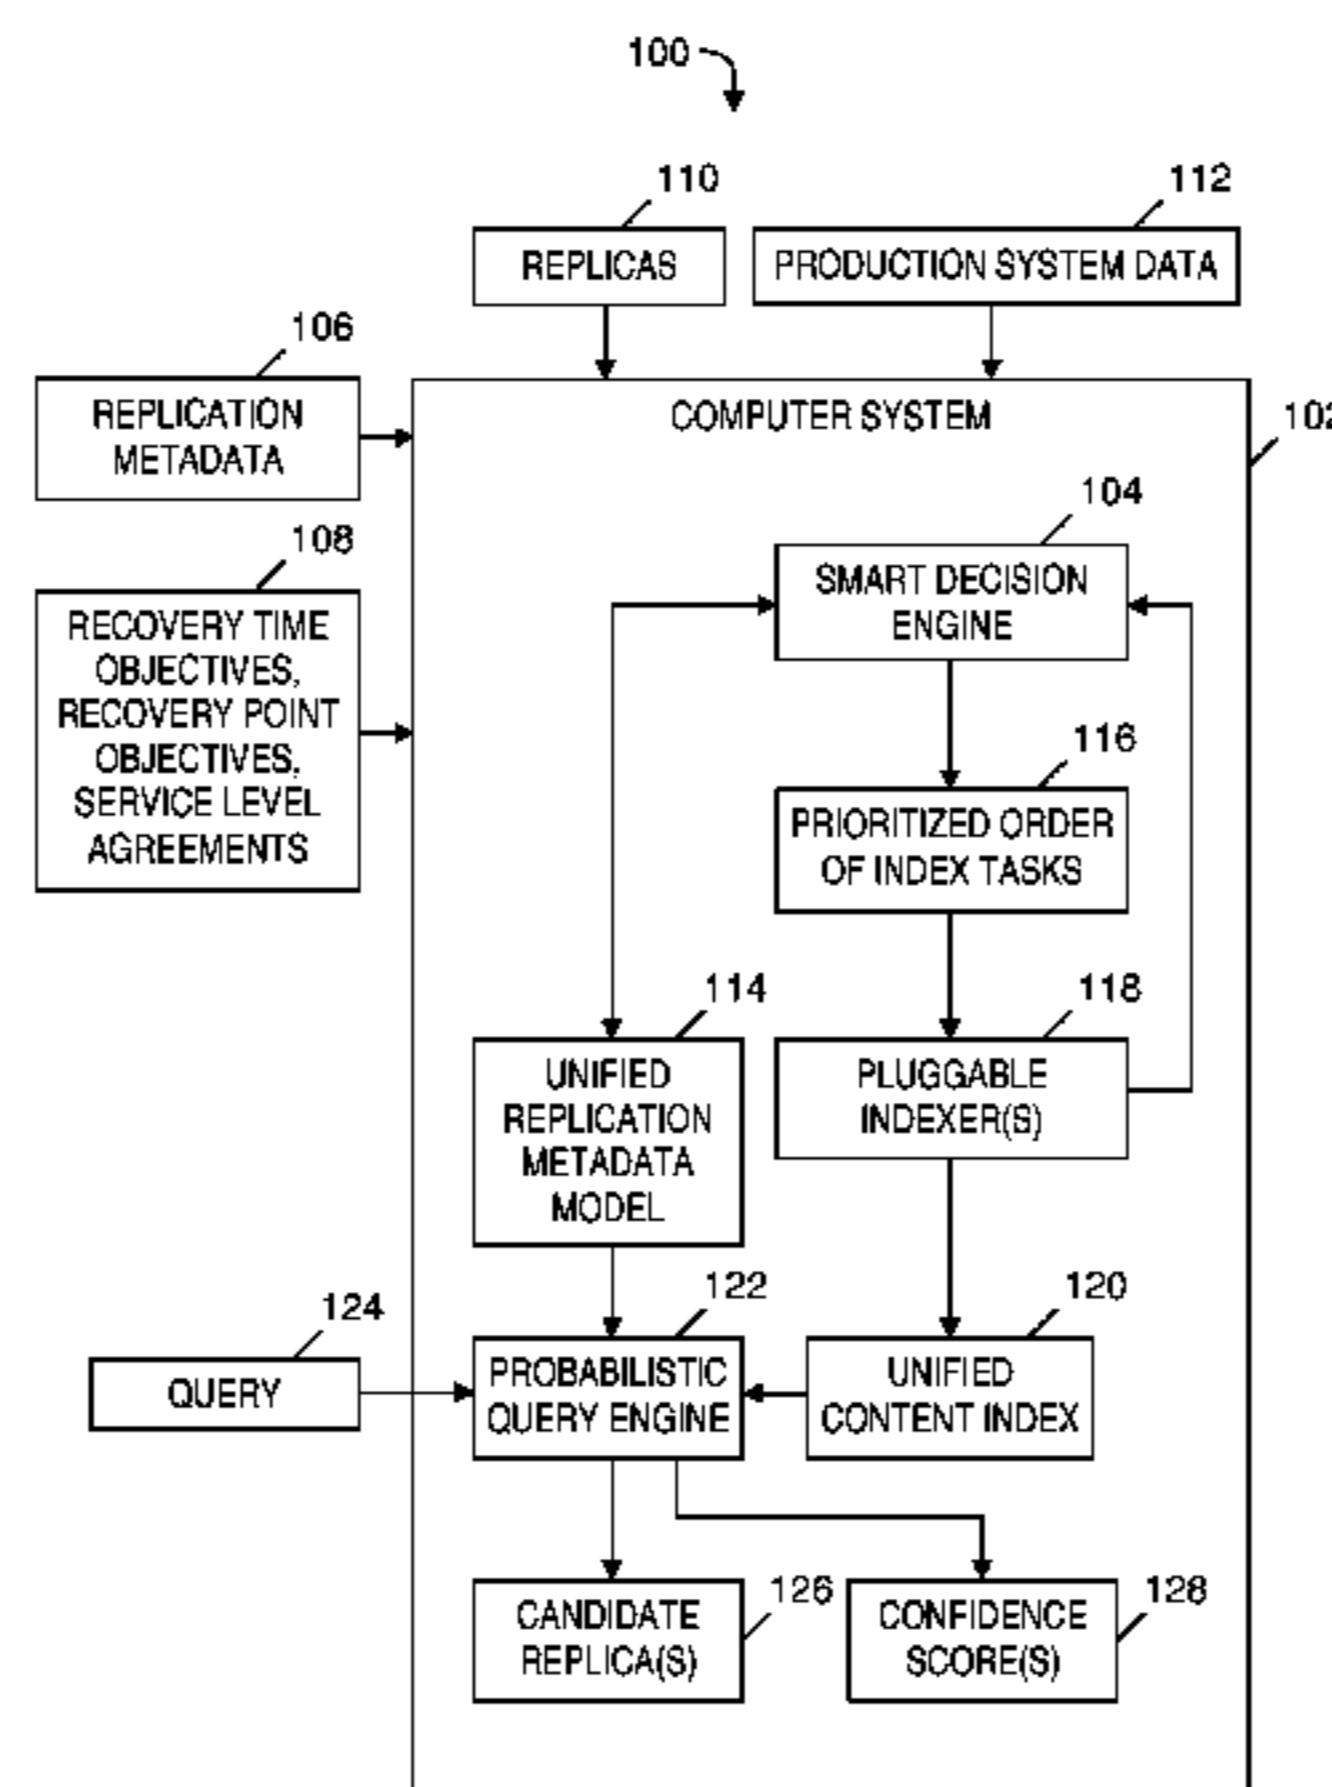 100
110
112
REPLICAS
PRODUCTION SYSTEM DATA
106
REPLICATION
METADATA
COMPUTER SYSTEM
102
104
108
SMART DECISION
ENGINE
RECOVERY TIME
OBJECTIVES,
RECOVERY POINT
OBJECTIVES,
SERVICE LEVEL
AGREEMENTS
116
PRIORITIZED ORDER
OF INDEX TASKS
114
118
UNIFIED
REPLICATION
METADATA
MODEL
PLUGGABLE
INDEXER(S)
122
120
124
QUERY
PROBABILISTIC
QUERY ENGINE
UNIFIED
CONTENT INDEX
126
128
CANDIDATE
REPLICA(S)
CONFIDENCE
SCORE(S)